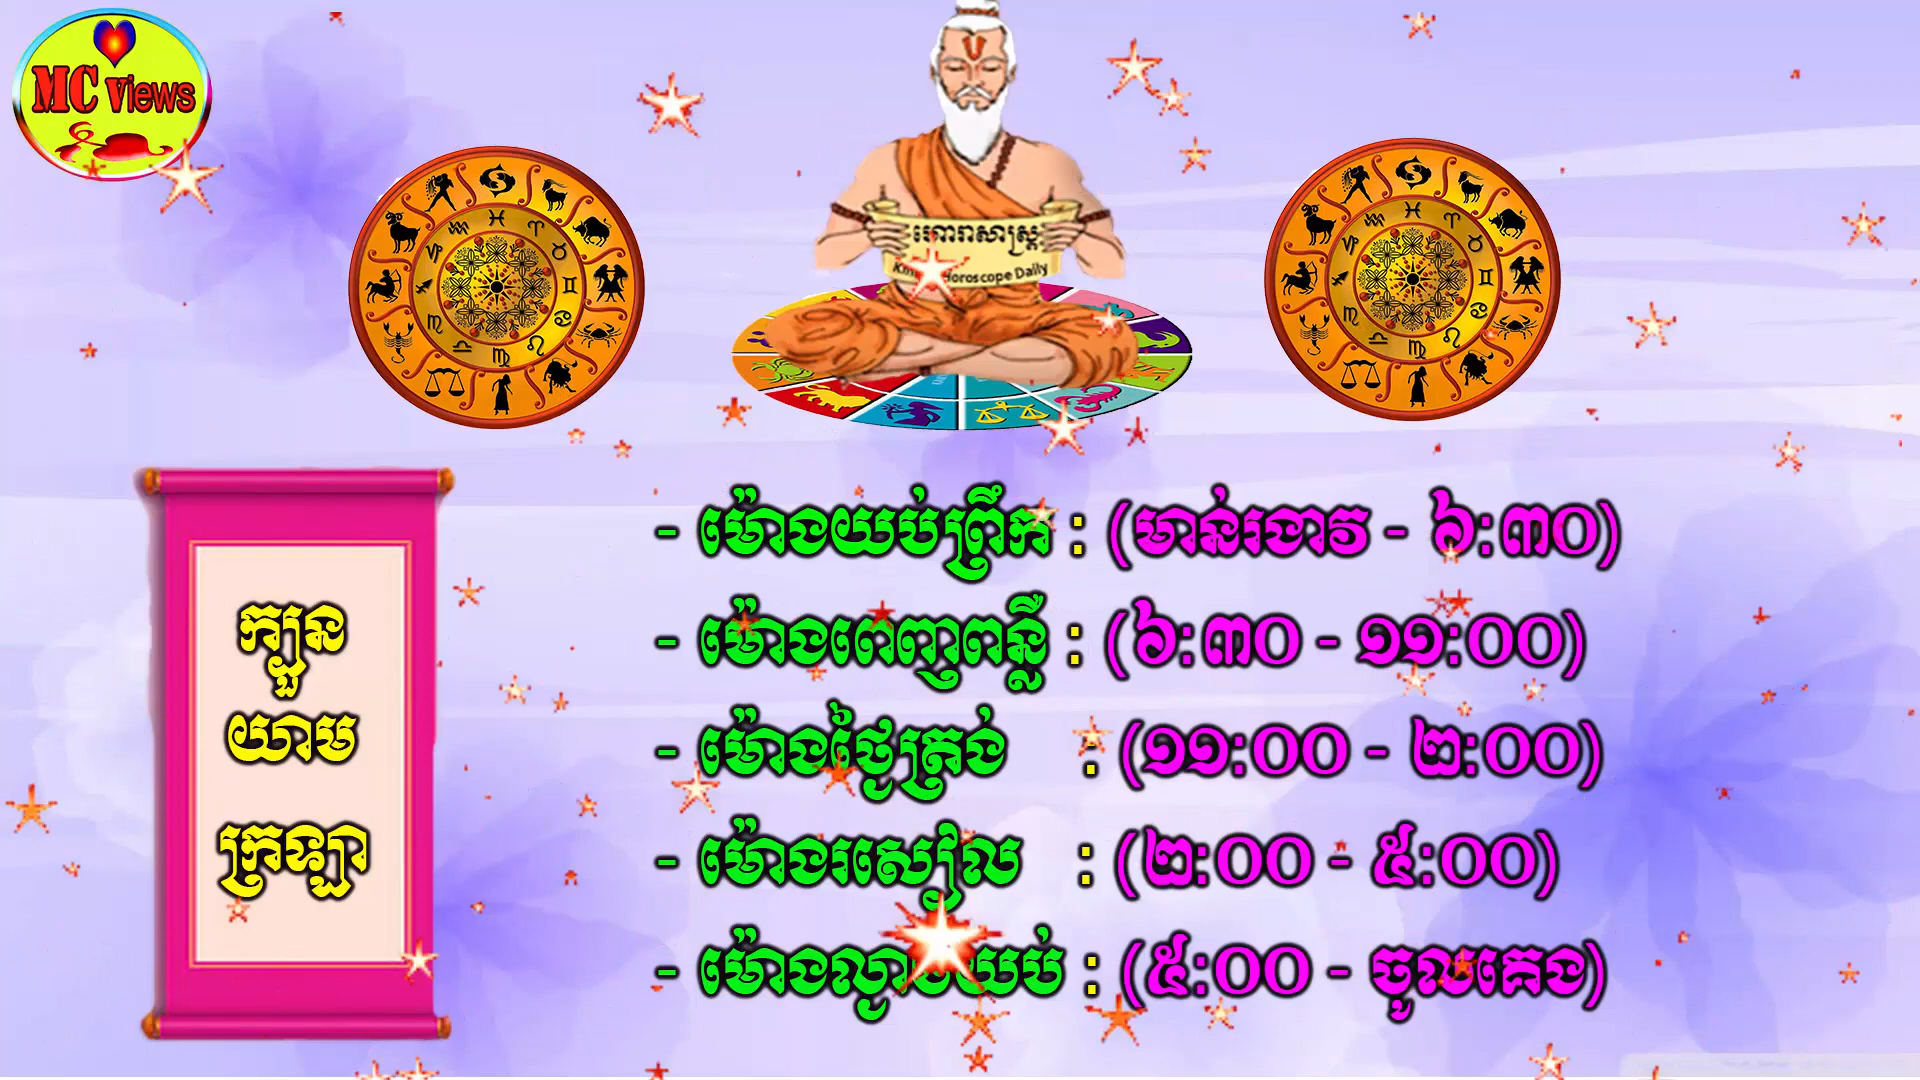 MC Views
ហោរាសាស្ត្រ
Horoscope Daily
ក្បួន
យាម
ក្រឡា
- ម៉ោងយប់ព្រឹក : (មាន់រងាវ - ៦:៣០)
- ម៉ោងពេញពន្លឺ : (៦:៣០ - ១១:០០)
- ម៉ោងថ្ងៃត្រង់ : (១១:០០ - ២:០០)
- ម៉ោងរសៀល : (២:០០ - ៥:០០)
- ម៉ោងល្ងាចយប់ : (៥:០០ - ចូលគេង)